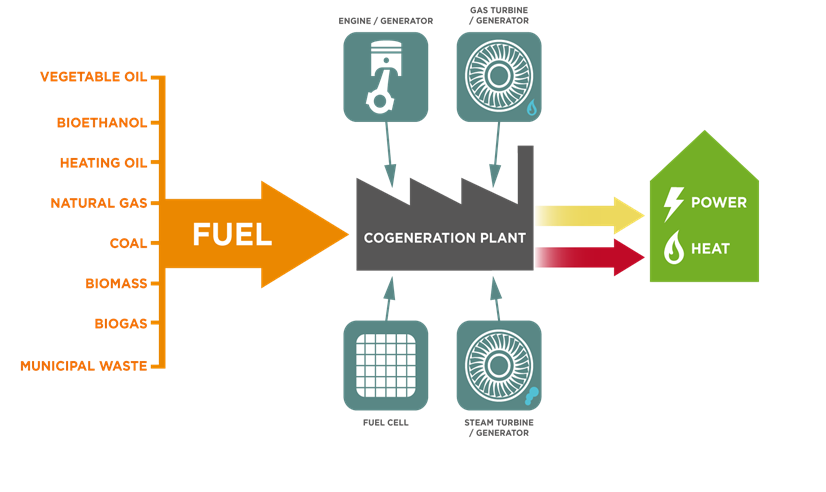 ENGINE / GENERATOR
GAS TURBINE
/ GENERATOR
VEGETABLE OIL
BIOETHANOL
HEATING OIL
NATURAL GAS
COAL
BIOMASS
BIOGAS
MUNICIPAL WASTE
FUEL
COGENERATION PLANT
POWER
HEAT
FUEL CELL
STEAM TURBINE
/ GENERATOR